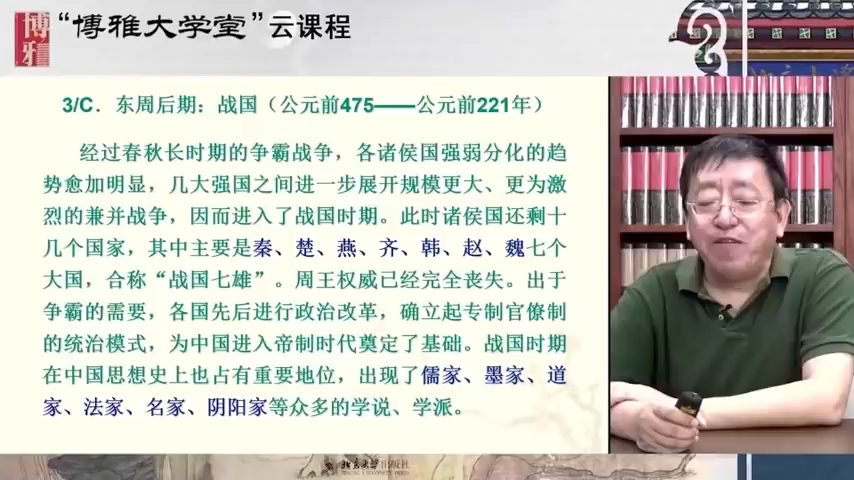 博雅
“博雅大学堂”云课程
3/C．东周后期：战国（公元前475——公元前221年）
经过春秋长时期的争霸战争，各诸侯国强弱分化的趋
势愈加明显，几大强国之间进一步展开规模更大、更为激
烈的兼并战争，因而进入了战国时期。此时诸侯国还剩十
几个国家，其中主要是秦、楚、燕、齐、韩、赵、魏七个
大国，合称“战国七雄”。周王权威已经完全丧失。出于
争霸的需要，各国先后进行政治改革，确立起专制官僚制
的统治模式，为中国进入帝制时代奠定了基础。战国时期
在中国思想史上也占有重要地位，出现了儒家、墨家、道
家、法家、名家、阴阳家等众多的学说、学派。
北京大学出版社
PEKING UNIVERSITY PRESS